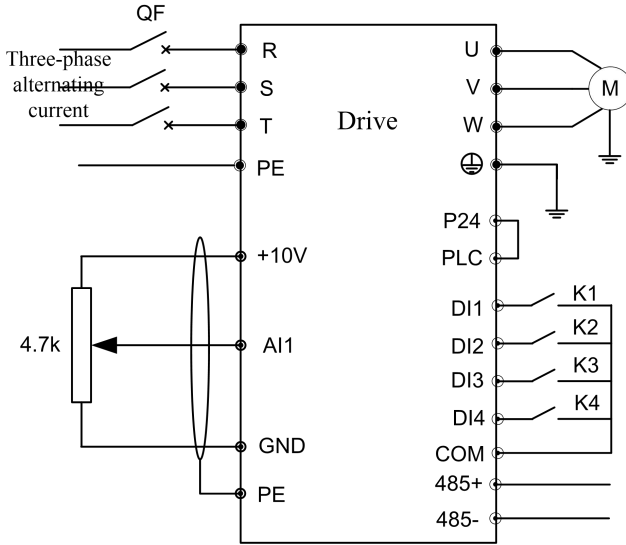 QF
Three-phase
alternating
current
R
S
T
PE
Drive
U
V
W
M
P24
PLC
+10V
4.7k
AI1
GND
PE
DI1
K1
DI2
K2
DI3
K3
DI4
K4
COM
485+
485-